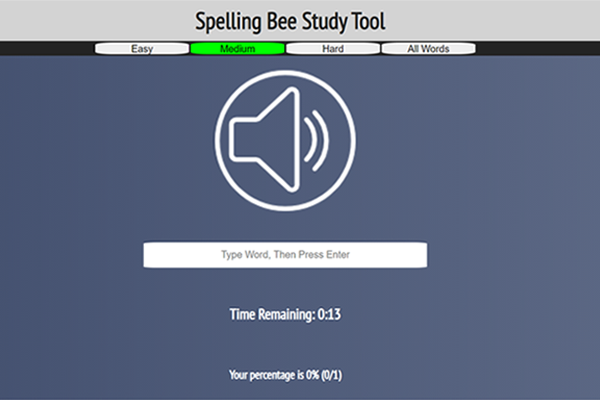 Spelling Bee Study Tool
Easy Medium Hard All Words
Type Word, Then Press Enter
Time Remaining: 0:13
Your percentage is 0% (0/1)